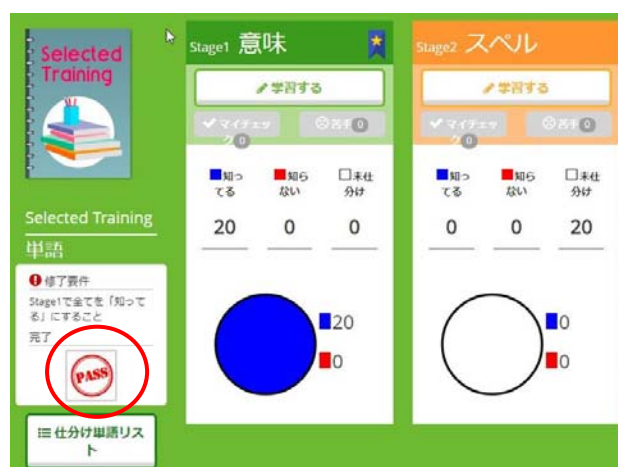 Selected
Training
Selected Training
単語
修了要件
Stage1で全てを「知って
る」にすること
完了
PASS
仕分け単語リス
ト
Stage1 意味
学習する
マイチェッ
ク 0
苦手 0
知っ
てる
知ら
ない
未仕
分け
20
0
0
20
0
Stage2 スペル
学習する
マイチェッ
ク 0
苦手 0
知っ
てる
知ら
ない
未仕
分け
0
0
20
0
0